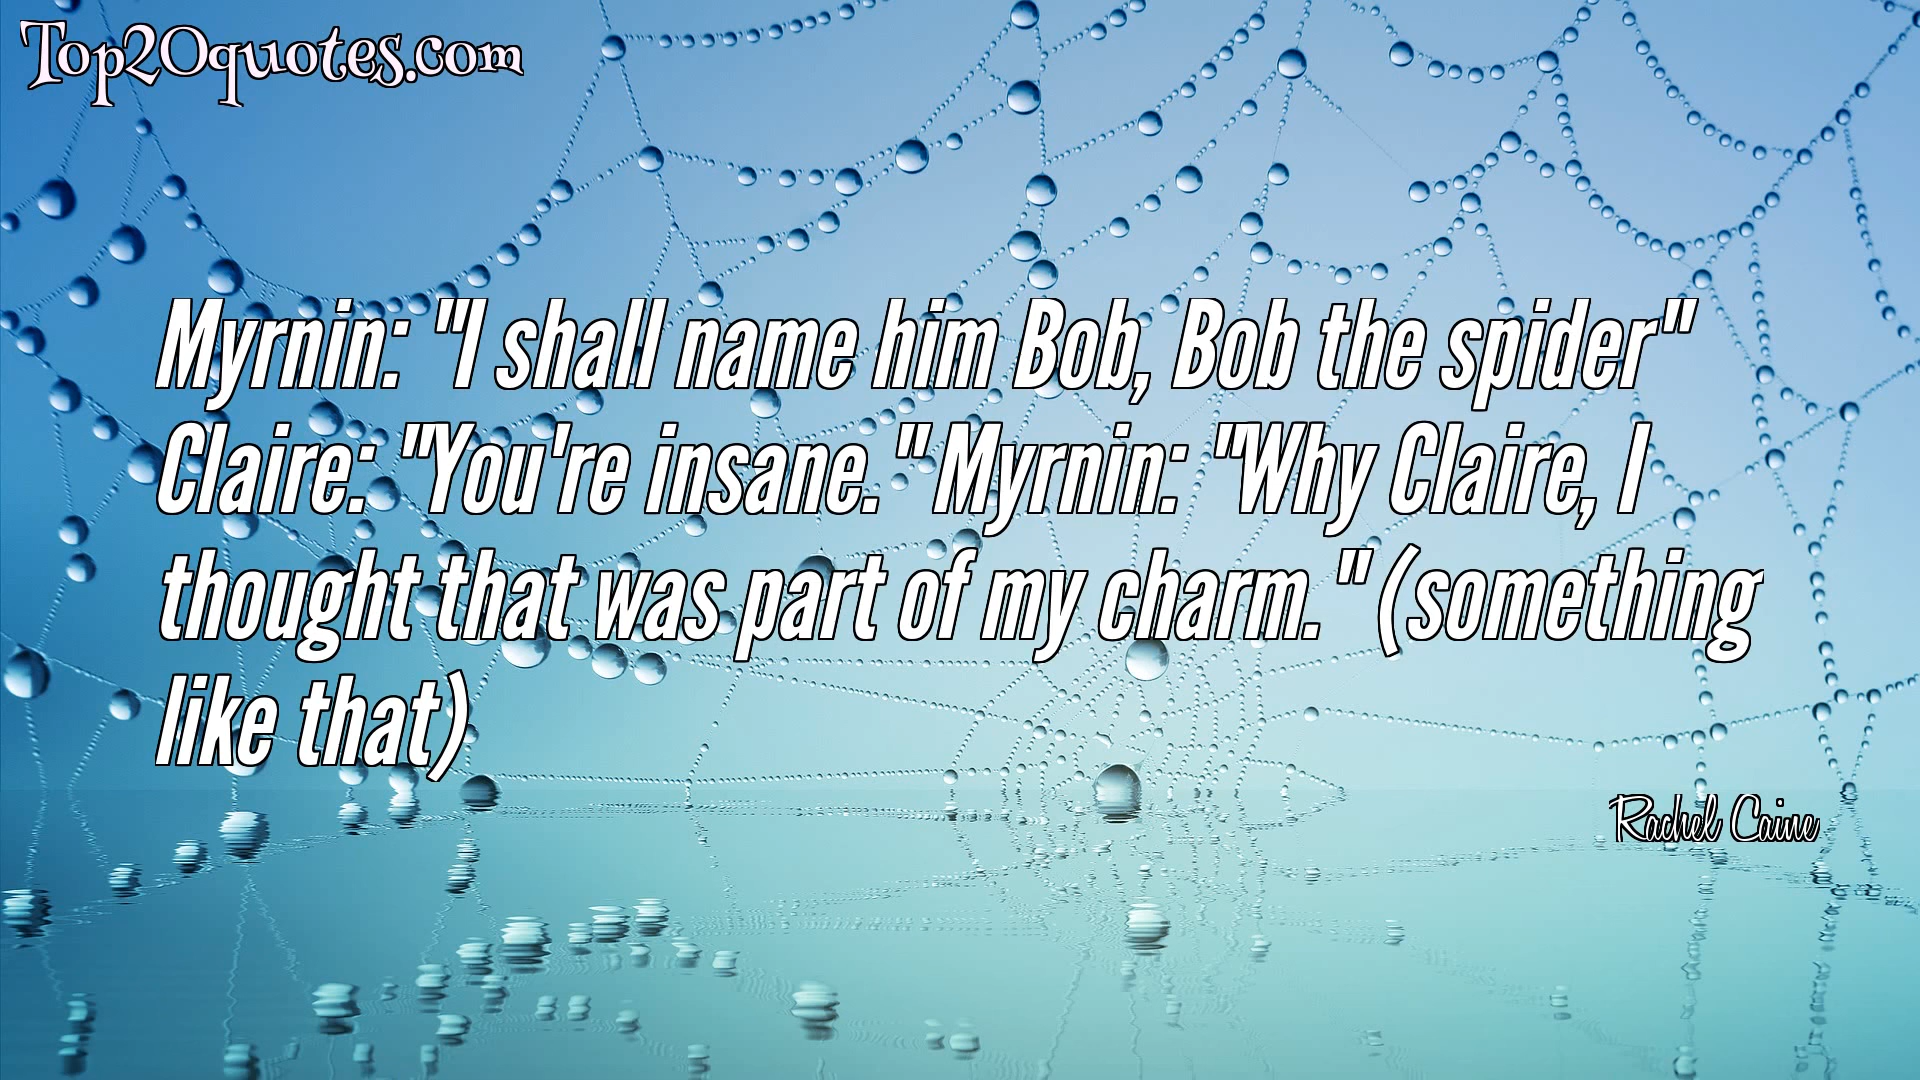 Top20quotes.com
Myrnin: "I shall name him Bob, Bob the spider"
Claire: "You're insane." Myrnin: "Why Claire, I
thought that was part of my charm." (something
like that)
Rachel Caine